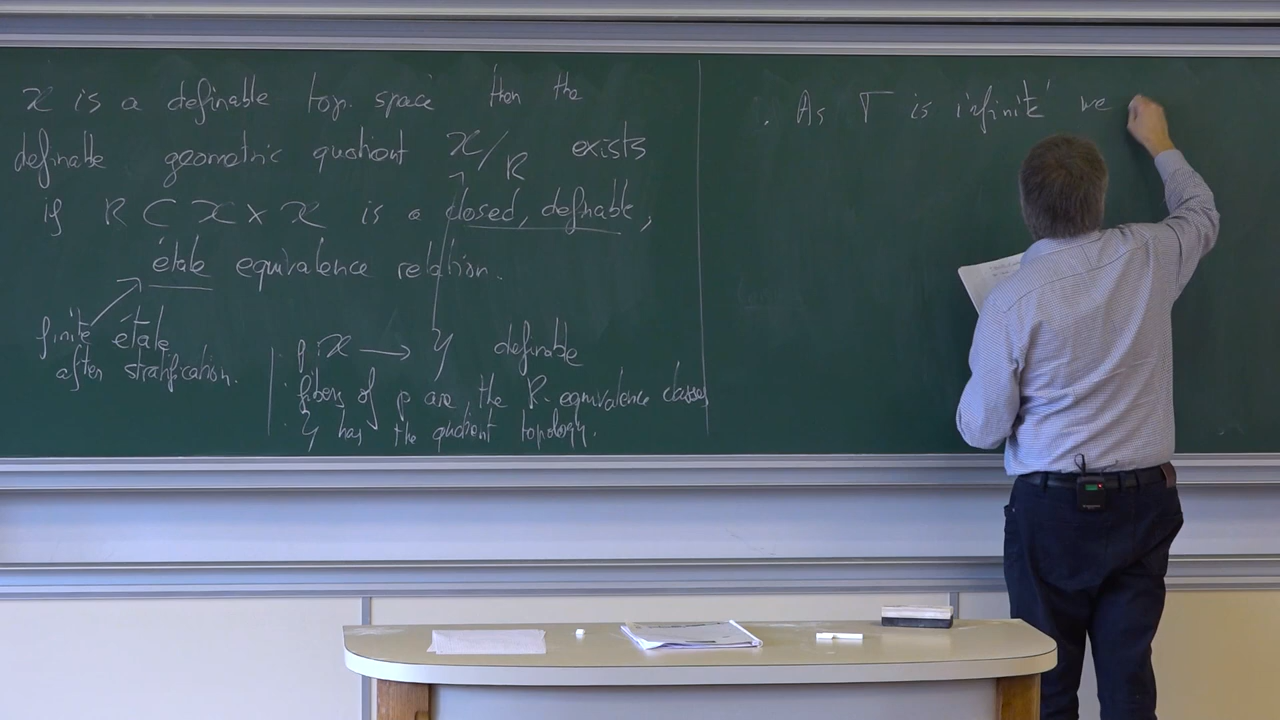 𝒳 is a definable top. space then the
definable geometric quotient 𝒳/R exists
if R ⊂ 𝒳 × 𝒳 is a closed, definable,
étale equivalence relation.
finite étale
after stratification.
p: 𝒳 → 𝒴 definable
· fibers of p are the R-equivalence classes
· 𝒴 has the quotient topology.
. As Γ is infinite we